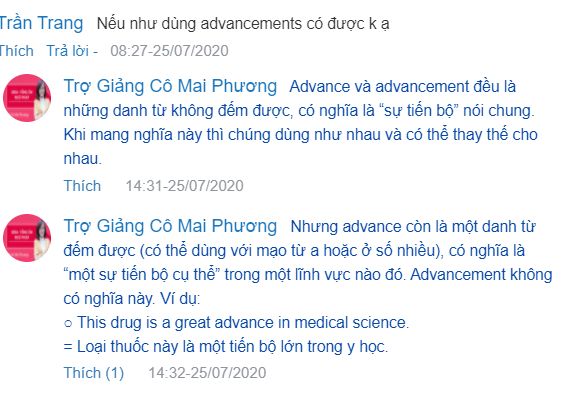 Trần Trang Nếu như dùng advancements có được k ạ
Thích Trả lời - 08:27-25/07/2020
Trợ Giảng Cô Mai Phương Advance và advancement đều là
những danh từ không đếm được, có nghĩa là “sự tiến bộ” nói chung.
Khi mang nghĩa này thì chúng dùng như nhau và có thể thay thế cho
nhau.
Thích 14:31-25/07/2020
Trợ Giảng Cô Mai Phương Nhưng advance còn là một danh từ
đếm được (có thể dùng với mạo từ a hoặc ở số nhiều), có nghĩa là
“một sự tiến bộ cụ thể” trong một lĩnh vực nào đó. Advancement không
có nghĩa này. Ví dụ:
○ This drug is a great advance in medical science.
= Loại thuốc này là một tiến bộ lớn trong y học.
Thích (1) 14:32-25/07/2020